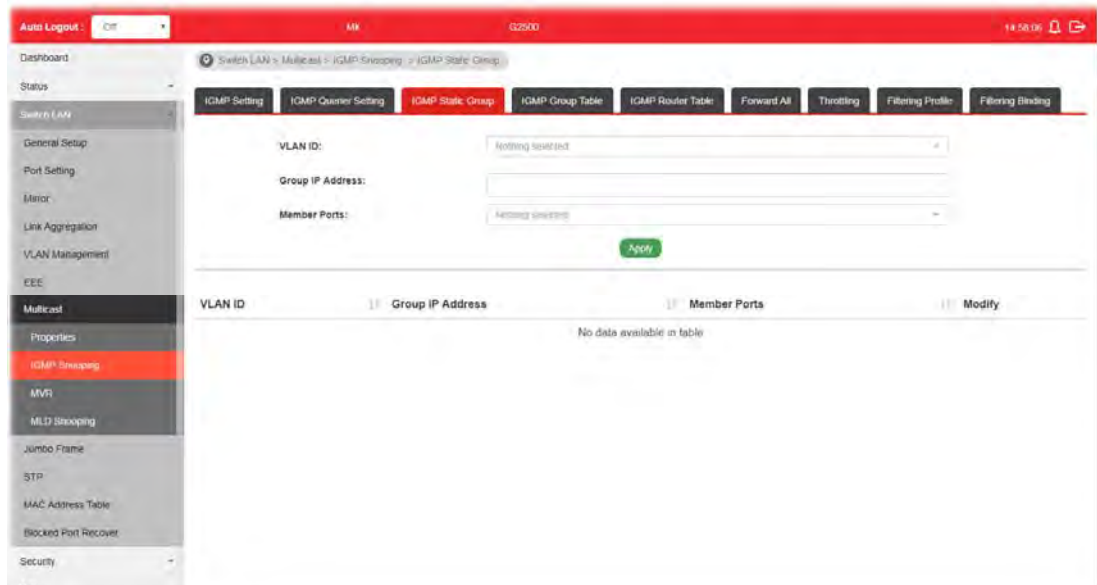 Auto Logout : Off
G2500
14:58:06
Dashboard
Switch LAN > Multicast > IGMP Snooping > IGMP Static Group
Status
IGMP Setting
IGMP Querier Setting
IGMP Static Group
IGMP Group Table
IGMP Router Table
Forward All
Throttling
Filtering Profile
Filtering Binding
Switch LAN
General Setup
VLAN ID:
Nothing selected
Port Setting
Group IP Address:
Mirror
Member Ports:
Nothing selected
Link Aggregation
VLAN Management
Apply
EEE
Multicast
VLAN ID
Group IP Address
Member Ports
Modify
Properties
No data available in table
IGMP Snooping
MVR
MLD Snooping
Jumbo Frame
STP
MAC Address Table
Blocked Port Recover
Security